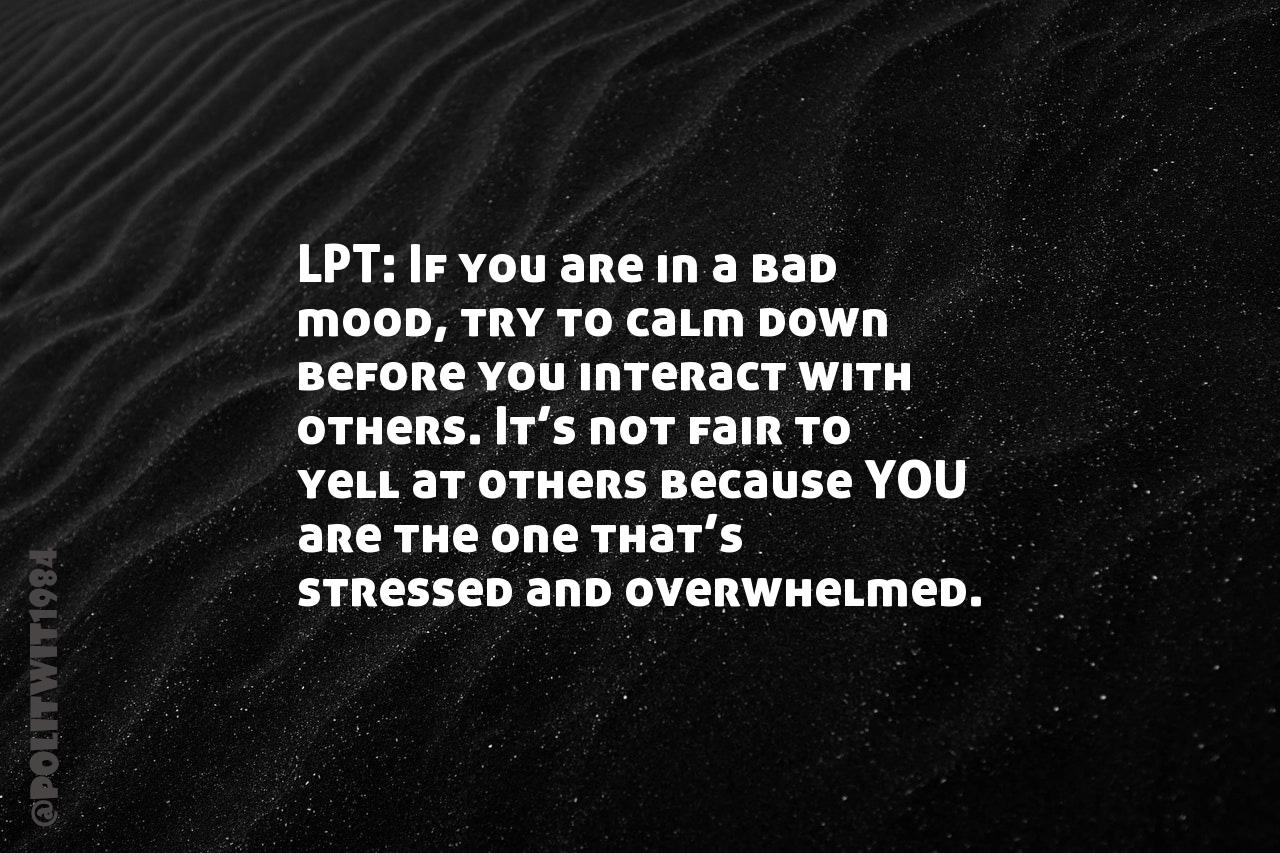 LPT: If you are in a bad
mood, try to calm down
before you interact with
others. It's not fair to
yell at others because YOU
are the one that's
stressed and overwhelmed.
@POLITWIT1984